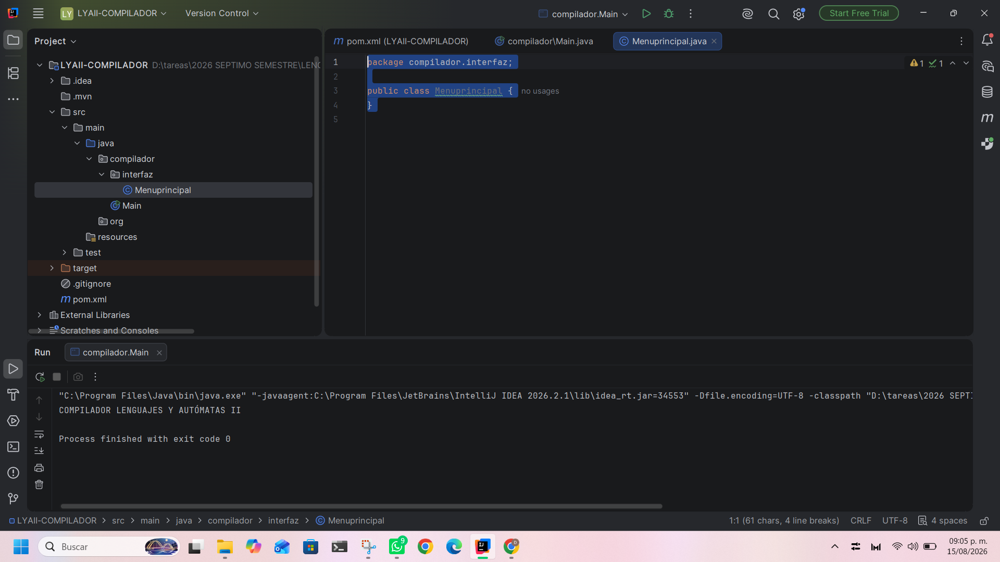 LY LYAII-COMPILADOR Version Control compilador.Main Start Free Trial
Project
LYAII-COMPILADOR D:\tareas\2026 SEPTIMO SEMESTRE\LENG
.idea
.mvn
src
main
java
compilador
interfaz
Menuprincipal
Main
org
resources
test
target
.gitignore
m pom.xml
External Libraries
Scratches and Consoles
m pom.xml (LYAII-COMPILADOR) compilador\Main.java Menuprincipal.java
1 package compilador.interfaz;
2
3 public class Menuprincipal { no usages
4 }
5
1 1
m
Run compilador.Main
"C:\Program Files\Java\bin\java.exe" "-javaagent:C:\Program Files\JetBrains\IntelliJ IDEA 2026.2.1\lib\idea_rt.jar=34553" -Dfile.encoding=UTF-8 -classpath "D:\tareas\2026 SEPTI
COMPILADOR LENGUAJES Y AUTÓMATAS II
Process finished with exit code 0
LYAII-COMPILADOR > src > main > java > compilador > interfaz > Menuprincipal 1:1 (61 chars, 4 line breaks) CRLF UTF-8 4 spaces
Buscar 9 09:05 p. m.
15/08/2026